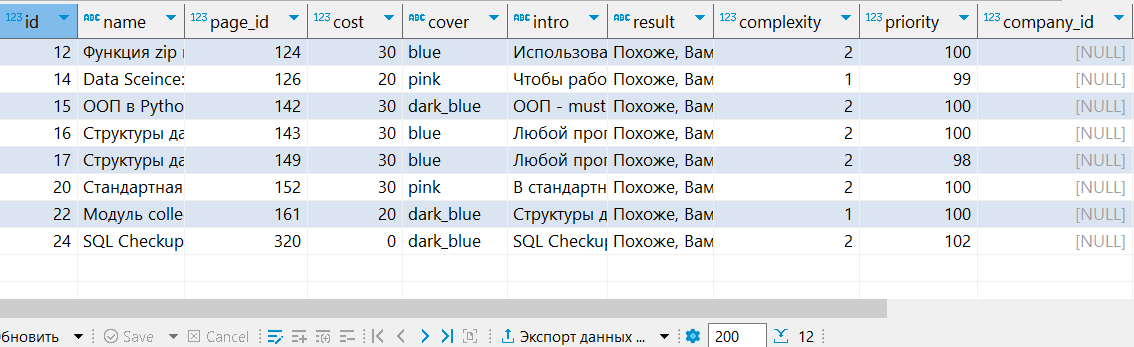 123 id ABC name 123 page_id 123 cost ABC cover ABC intro ABC result 123 complexity 123 priority 123 company_id
12 Функция zip 124 30 blue Использова Похоже, Вам 2 100 [NULL]
14 Data Sceince: 126 20 pink Чтобы рабо Похоже, Вам 1 99 [NULL]
15 ООП в Pytho 142 30 dark_blue ООП - must Похоже, Вам 2 100 [NULL]
16 Структуры да 143 30 blue Любой прог Похоже, Вам 2 100 [NULL]
17 Структуры да 149 30 blue Любой прог Похоже, Вам 2 98 [NULL]
20 Стандартная 152 30 pink В стандартн Похоже, Вам 2 100 [NULL]
22 Модуль colle 161 20 dark_blue Структуры д Похоже, Вам 1 100 [NULL]
24 SQL Checkup 320 0 dark_blue SQL Checkup Похоже, Вам 2 102 [NULL]
бновить Save Cancel Экспорт данных ... 200 12